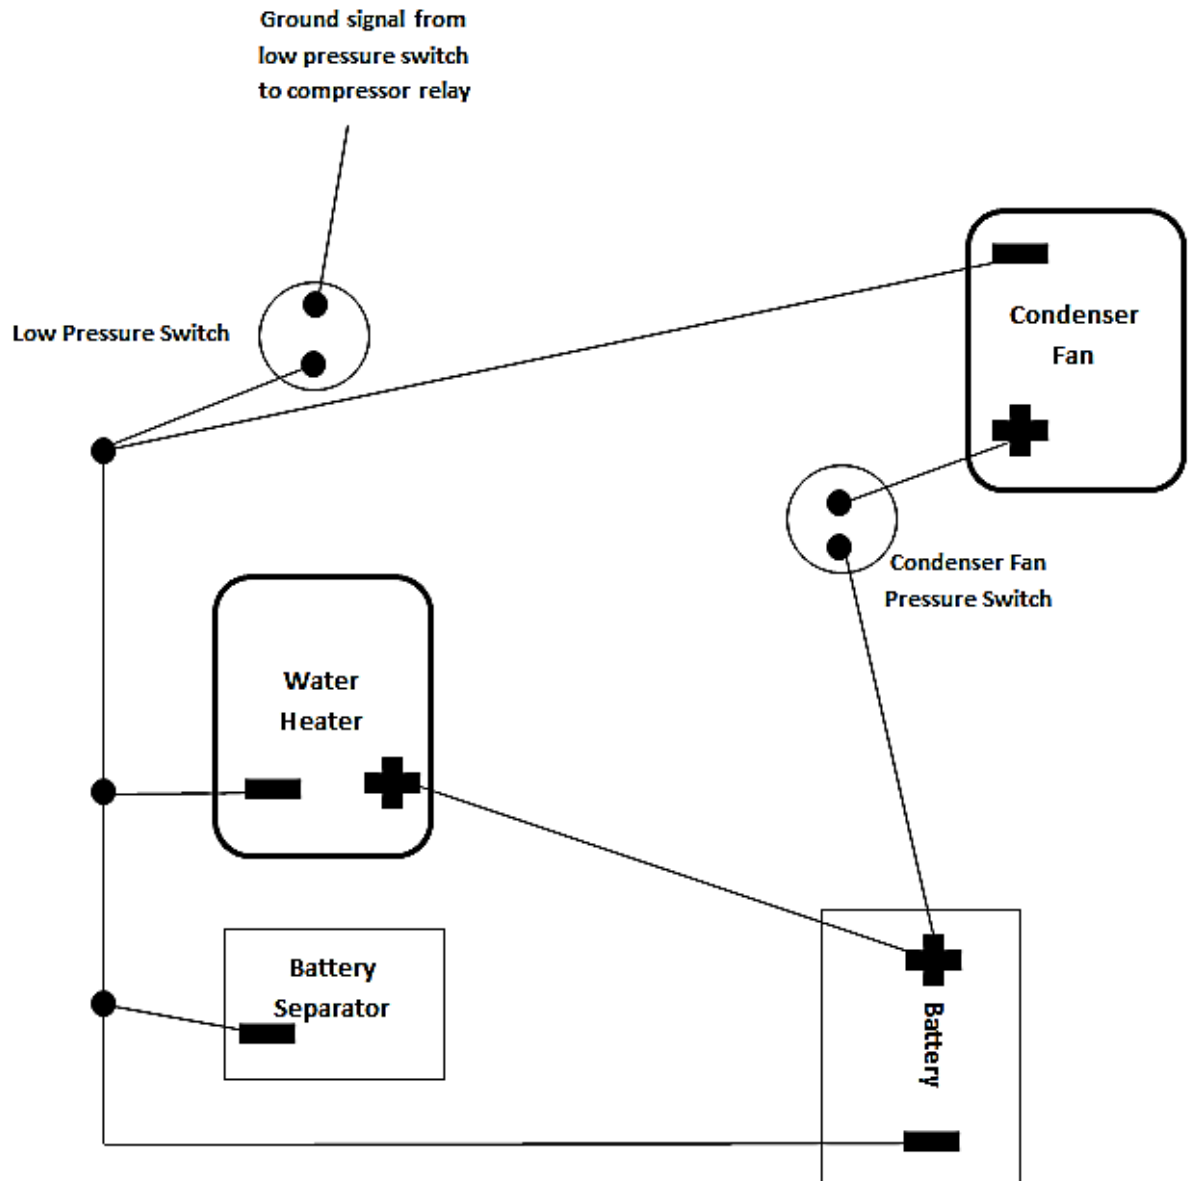 Ground signal from
low pressure switch
to compressor relay
Low Pressure Switch
Condenser
Fan
Condenser Fan
Pressure Switch
Water
Heater
Battery
Separator
Battery